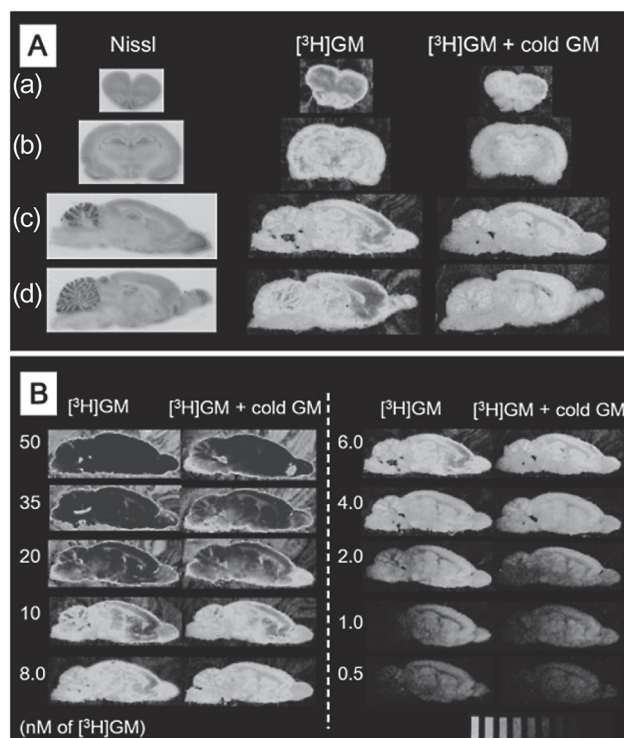 A
Nissl
[³H]GM
[³H]GM + cold GM
(a)
(b)
(c)
(d)
B
[³H]GM
[³H]GM + cold GM
50
35
20
10
8.0
(nM of [³H]GM)
[³H]GM
[³H]GM + cold GM
6.0
4.0
2.0
1.0
0.5